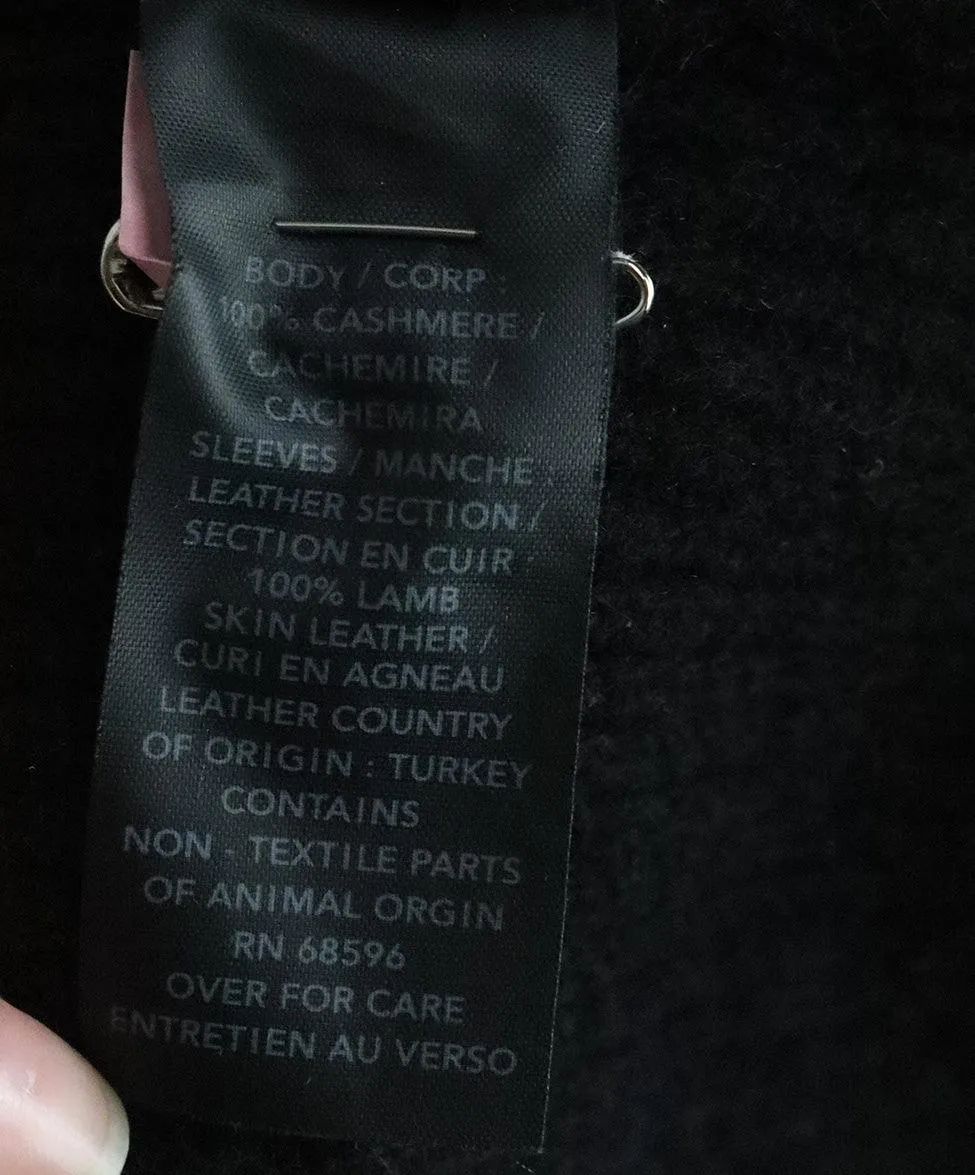 BODY / CORP :
100% CASHMERE /
CACHEMIRE /
CACHEMIRA
SLEEVES / MANCHE :
LEATHER SECTION /
SECTION EN CUIR
100% LAMB
SKIN LEATHER /
CURI EN AGNEAU
LEATHER COUNTRY
OF ORIGIN : TURKEY
CONTAINS
NON - TEXTILE PARTS
OF ANIMAL ORGIN
RN 68596
OVER FOR CARE
ENTRETIEN AU VERSO